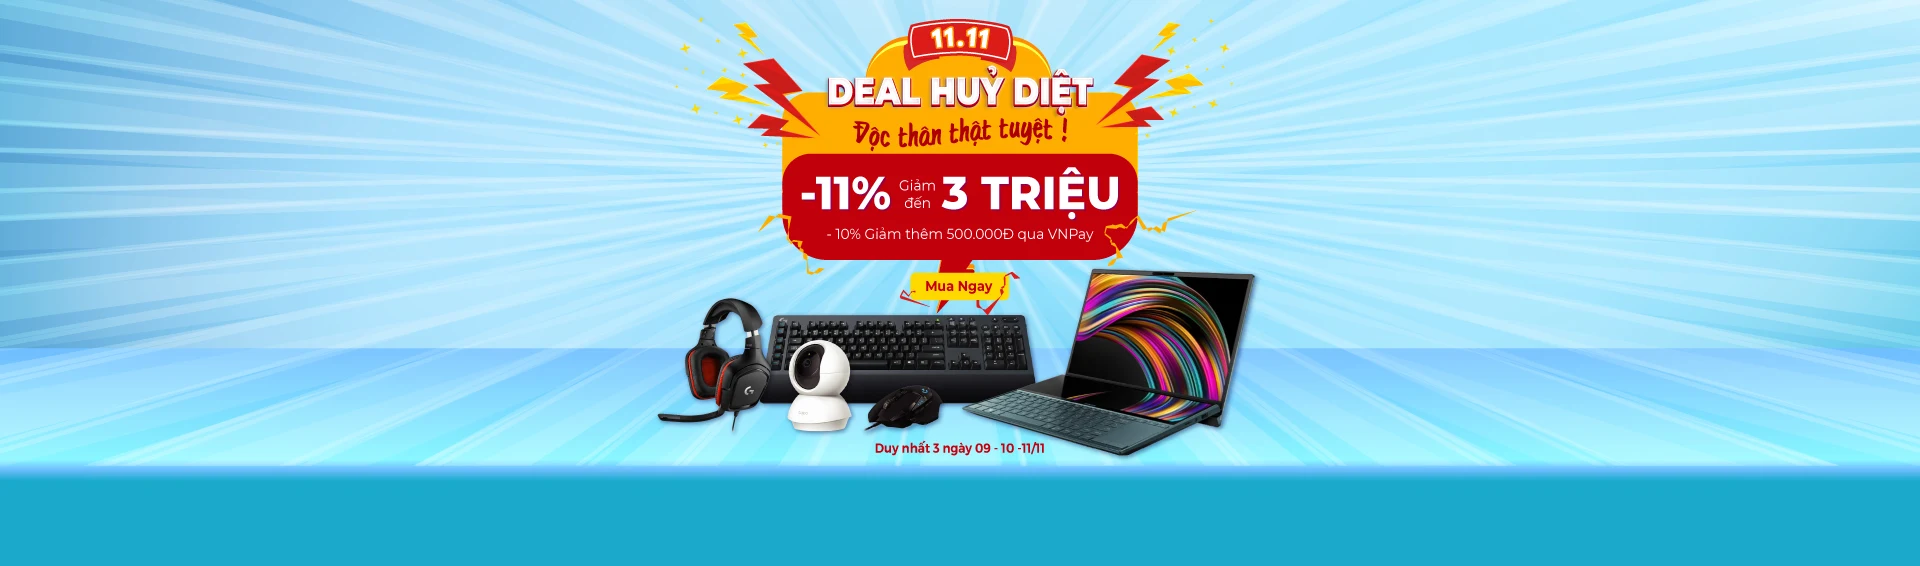 11.11
DEAL HUỶ DIỆT
Độc thân thật tuyệt !
-11% Giảm đến 3 TRIỆU
- 10% Giảm thêm 500.000Đ qua VNPay
Mua Ngay
Duy nhất 3 ngày 09 - 10 -11/11